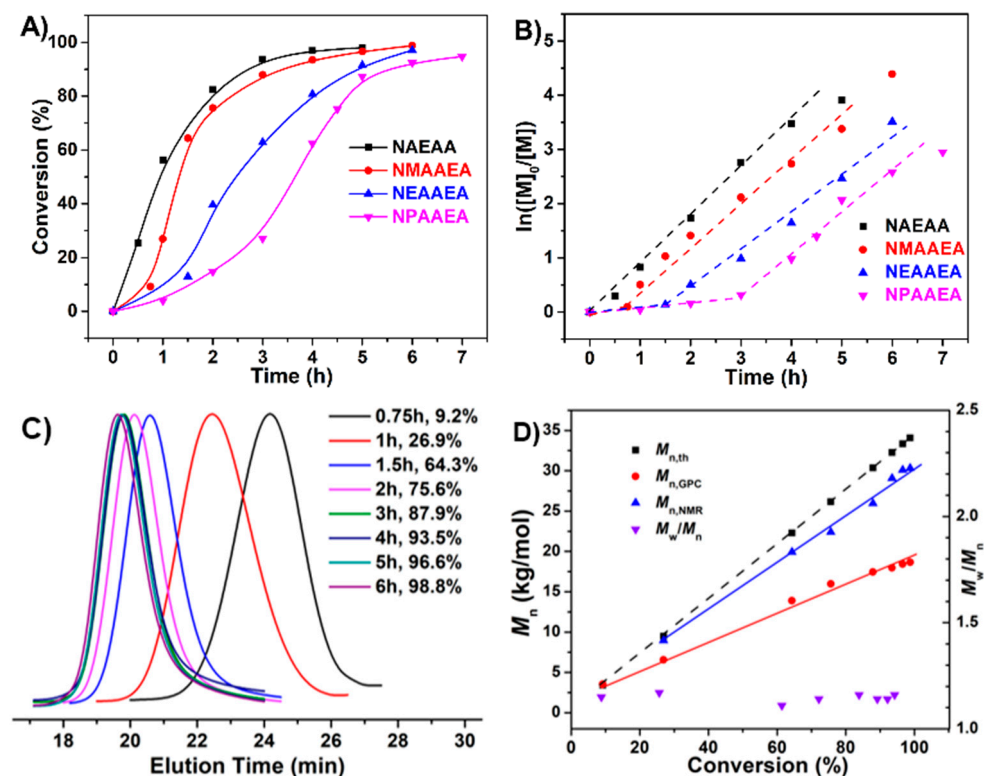 A)
Conversion (%)
100
80
60
40
20
0
NAEAA
NMAAEA
NEAAEA
NPAAEA
0 1 2 3 4 5 6 7
Time (h)
B)
ln([M]0/[M])
5
4
3
2
1
0
NAEAA
NMAAEA
NEAAEA
NPAAEA
0 1 2 3 4 5 6 7
Time (h)
C)
0.75h, 9.2%
1h, 26.9%
1.5h, 64.3%
2h, 75.6%
3h, 87.9%
4h, 93.5%
5h, 96.6%
6h, 98.8%
18 20 22 24 26 28 30
Elution Time (min)
D)
Mn (kg/mol)
35
30
25
20
15
10
5
0
Mn,th
Mn,GPC
Mn,NMR
Mw/Mn
2.5
2.0
1.5
1.0
Mw/Mn
0 20 40 60 80 100
Conversion (%)